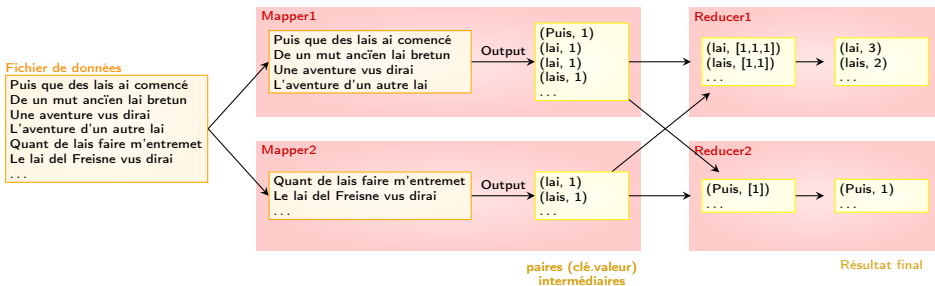 Fichier de données
Puis que des lais ai comencé
De un mut ancïen lai bretun
Une aventure vus dirai
L'aventure d'un autre lai
Quant de lais faire m'entremet
Le lai del Freisne vus dirai
...
Mapper1
Puis que des lais ai comencé
De un mut ancïen lai bretun
Une aventure vus dirai
L'aventure d'un autre lai
Output
(Puis, 1)
(lai, 1)
(lai, 1)
(lais, 1)
...
Mapper2
Quant de lais faire m'entremet
Le lai del Freisne vus dirai
...
Output
(lai, 1)
(lais, 1)
...
paires (clé.valeur)
intermédiaires
Reducer1
(lai, [1,1,1])
(lais, [1,1])
...
(lai, 3)
(lais, 2)
...
Reducer2
(Puis, [1])
...
(Puis, 1)
...
Résultat final